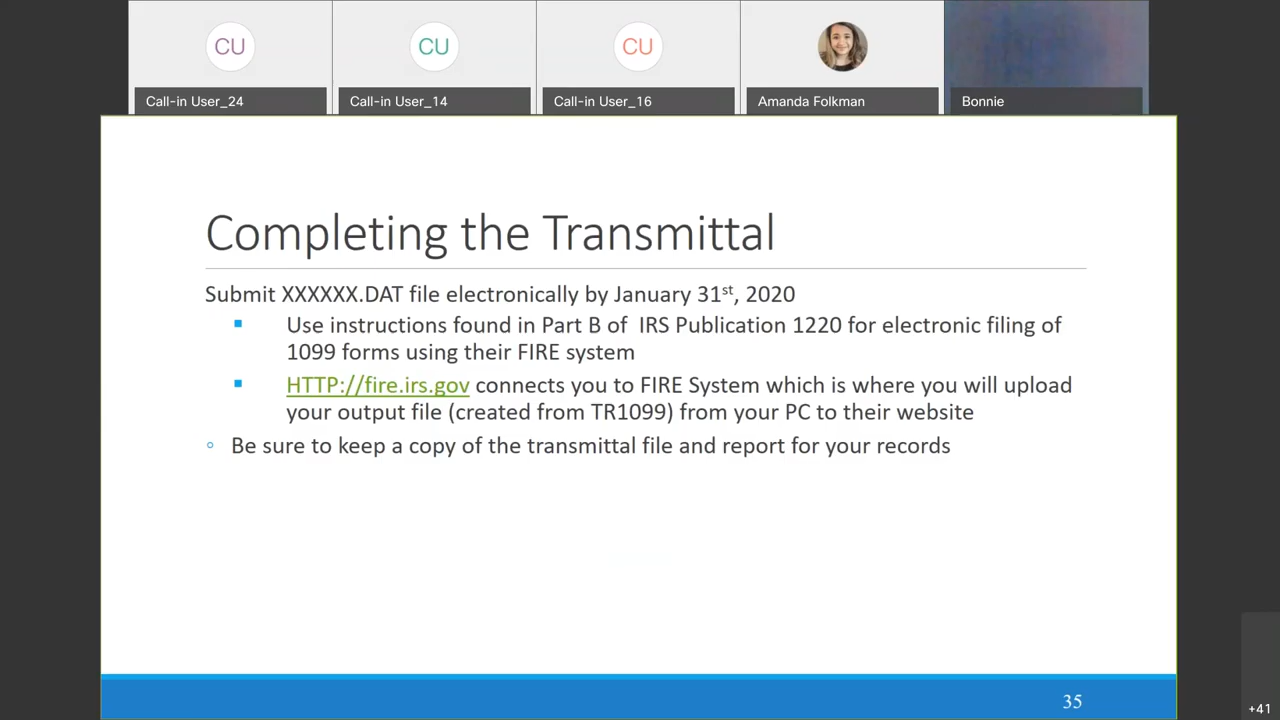 CU
CU
CU
Call-in User_24
Call-in User_14
Call-in User_16
Amanda Folkman
Bonnie
Completing the Transmittal
Submit XXXXXX.DAT file electronically by January 31st, 2020
Use instructions found in Part B of IRS Publication 1220 for electronic filing of
1099 forms using their FIRE system
HTTP://fire.irs.gov connects you to FIRE System which is where you will upload
your output file (created from TR1099) from your PC to their website
Be sure to keep a copy of the transmittal file and report for your records
35
+41